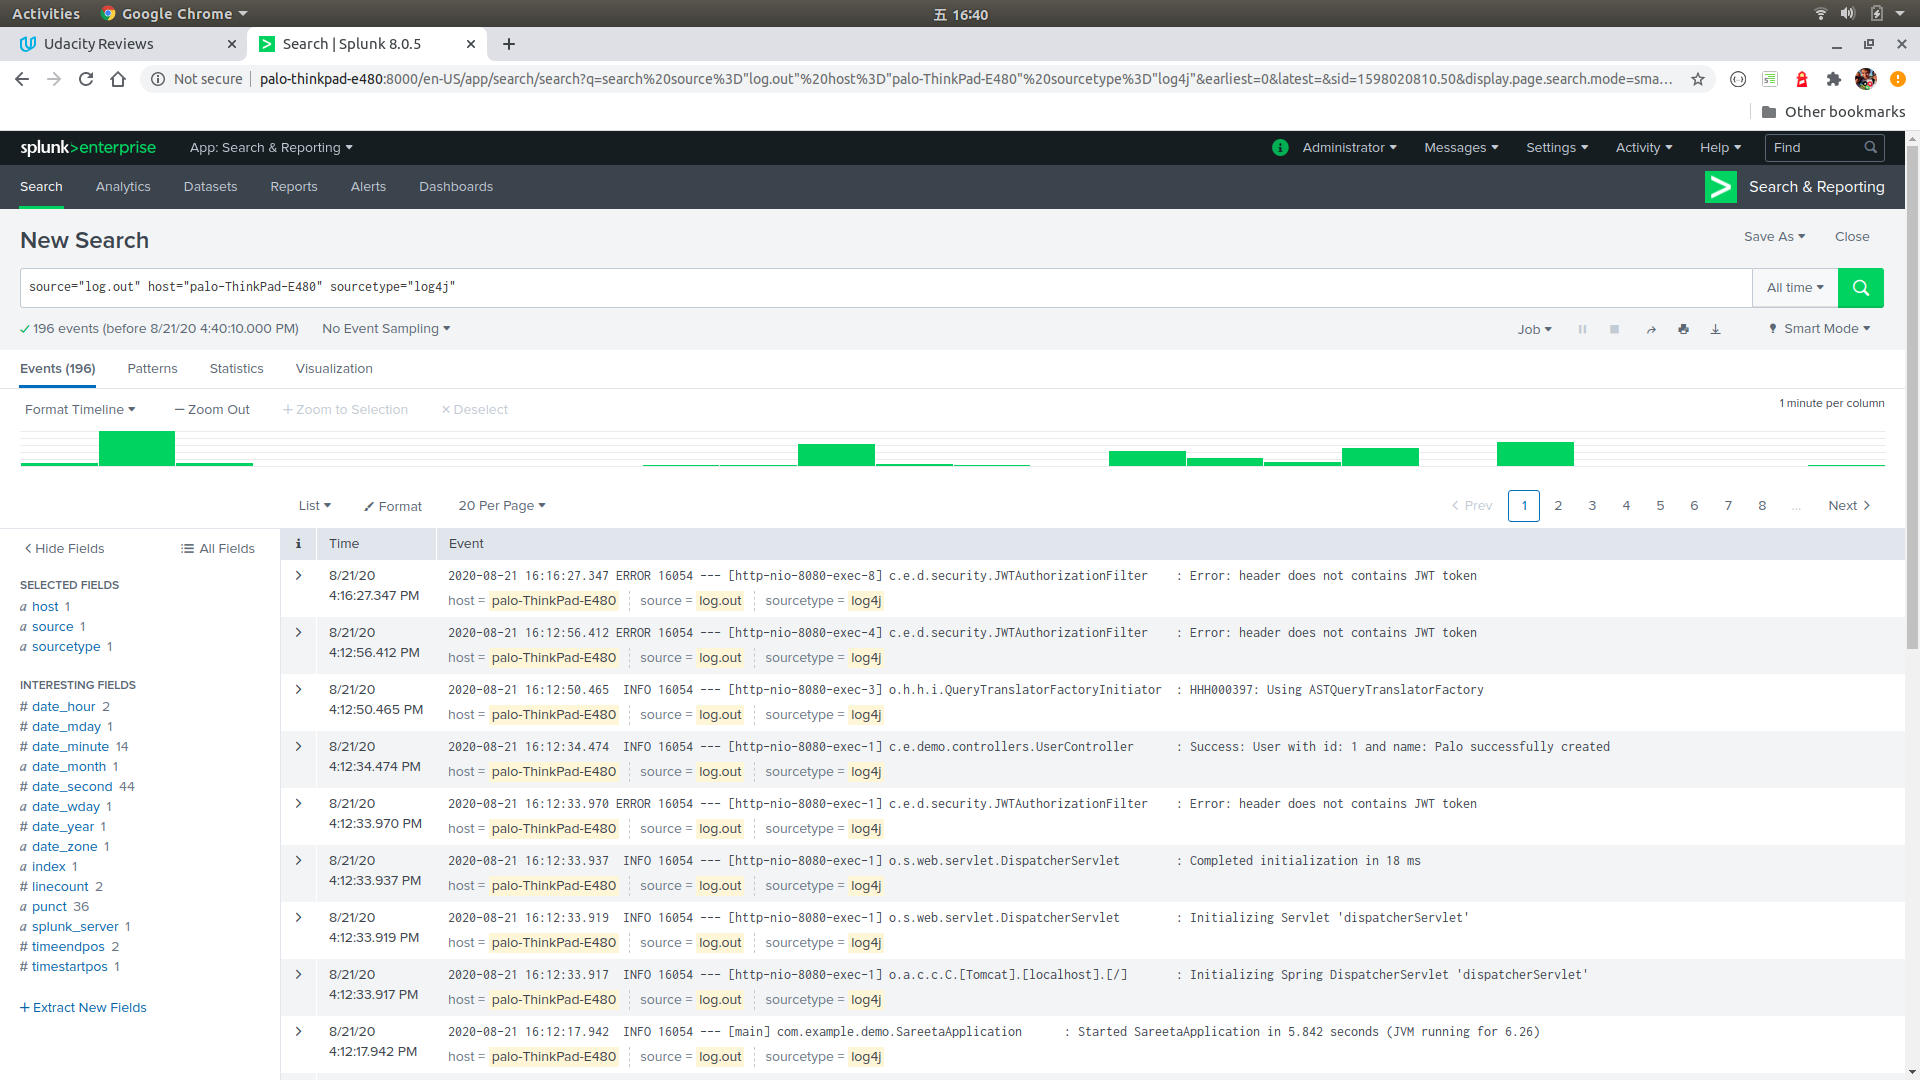 Activities Google Chrome 五 16:40
Udacity Reviews Search | Splunk 8.0.5
Not secure palo-thinkpad-e480:8000/en-US/app/search/search?q=search%20source%3D"log.out"%20host%3D"palo-ThinkPad-E480"%20sourcetype%3D"log4j"&earliest=0&latest=&sid=1598020810.50&display.page.search.mode=sma...
Other bookmarks
splunk>enterprise App: Search & Reporting i Administrator Messages Settings Activity Help Find
Search Analytics Datasets Reports Alerts Dashboards Search & Reporting
New Search Save As Close
source="log.out" host="palo-ThinkPad-E480" sourcetype="log4j" All time
196 events (before 8/21/20 4:40:10.000 PM) No Event Sampling Job Smart Mode
Events (196) Patterns Statistics Visualization
Format Timeline — Zoom Out + Zoom to Selection × Deselect 1 minute per column
List Format 20 Per Page < Prev 1 2 3 4 5 6 7 8 ... Next >
< Hide Fields All Fields
SELECTED FIELDS
a host 1
a source 1
a sourcetype 1
INTERESTING FIELDS
# date_hour 2
# date_mday 1
# date_minute 14
a date_month 1
# date_second 44
a date_wday 1
# date_year 1
a date_zone 1
a index 1
# linecount 2
a punct 36
a splunk_server 1
# timeendpos 2
# timestartpos 1
+ Extract New Fields
i Time Event
8/21/20 4:16:27.347 PM 2020-08-21 16:16:27.347 ERROR 16054 --- [http-nio-8080-exec-8] c.e.d.security.JWTAuthorizationFilter : Error: header does not contains JWT token
host = palo-ThinkPad-E480 source = log.out sourcetype = log4j
8/21/20 4:12:56.412 PM 2020-08-21 16:12:56.412 ERROR 16054 --- [http-nio-8080-exec-4] c.e.d.security.JWTAuthorizationFilter : Error: header does not contains JWT token
host = palo-ThinkPad-E480 source = log.out sourcetype = log4j
8/21/20 4:12:50.465 PM 2020-08-21 16:12:50.465 INFO 16054 --- [http-nio-8080-exec-3] o.h.h.i.QueryTranslatorFactoryInitiator : HHH000397: Using ASTQueryTranslatorFactory
host = palo-ThinkPad-E480 source = log.out sourcetype = log4j
8/21/20 4:12:34.474 PM 2020-08-21 16:12:34.474 INFO 16054 --- [http-nio-8080-exec-1] c.e.demo.controllers.UserController : Success: User with id: 1 and name: Palo successfully created
host = palo-ThinkPad-E480 source = log.out sourcetype = log4j
8/21/20 4:12:33.970 PM 2020-08-21 16:12:33.970 ERROR 16054 --- [http-nio-8080-exec-1] c.e.d.security.JWTAuthorizationFilter : Error: header does not contains JWT token
host = palo-ThinkPad-E480 source = log.out sourcetype = log4j
8/21/20 4:12:33.937 PM 2020-08-21 16:12:33.937 INFO 16054 --- [http-nio-8080-exec-1] o.s.web.servlet.DispatcherServlet : Completed initialization in 18 ms
host = palo-ThinkPad-E480 source = log.out sourcetype = log4j
8/21/20 4:12:33.919 PM 2020-08-21 16:12:33.919 INFO 16054 --- [http-nio-8080-exec-1] o.s.web.servlet.DispatcherServlet : Initializing Servlet 'dispatcherServlet'
host = palo-ThinkPad-E480 source = log.out sourcetype = log4j
8/21/20 4:12:33.917 PM 2020-08-21 16:12:33.917 INFO 16054 --- [http-nio-8080-exec-1] o.a.c.c.C.[Tomcat].[localhost].[/] : Initializing Spring DispatcherServlet 'dispatcherServlet'
host = palo-ThinkPad-E480 source = log.out sourcetype = log4j
8/21/20 4:12:17.942 PM 2020-08-21 16:12:17.942 INFO 16054 --- [main] com.example.demo.SareetaApplication : Started SareetaApplication in 5.842 seconds (JVM running for 6.26)
host = palo-ThinkPad-E480 source = log.out sourcetype = log4j